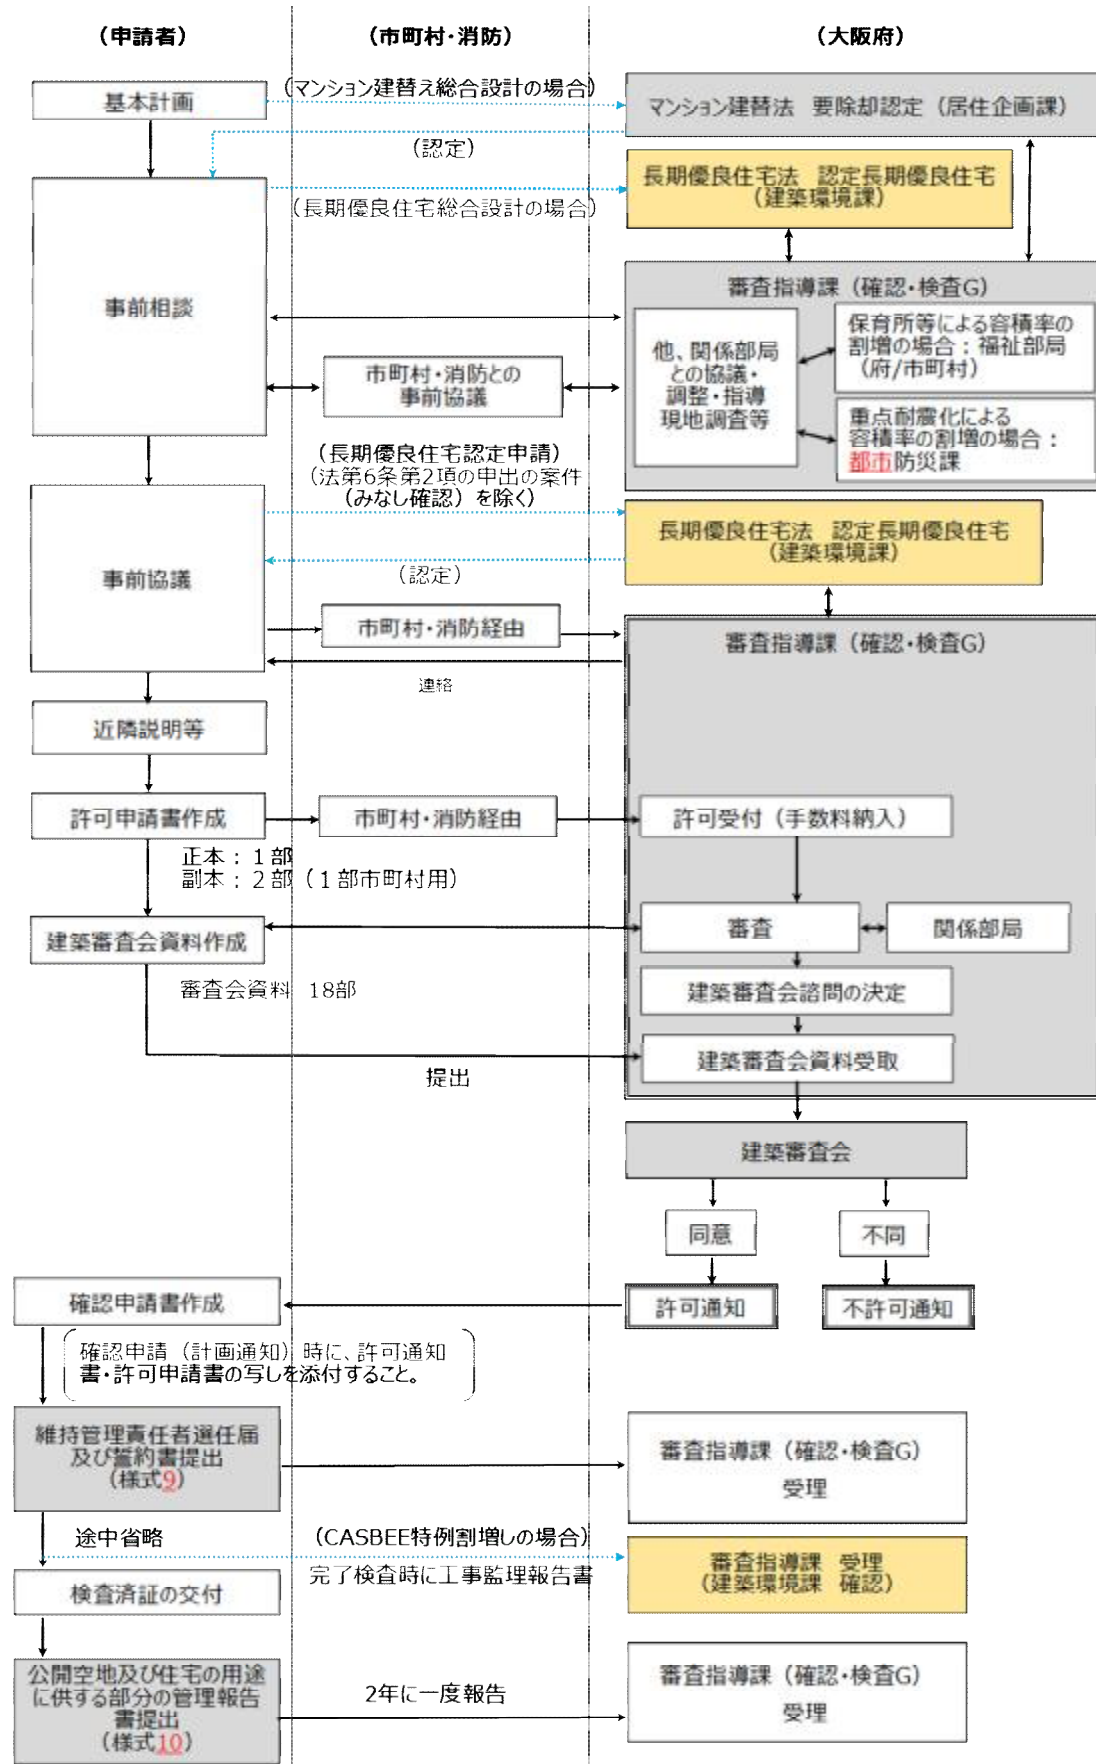 （申請者）
（市町村・消防）
（大阪府）
基本計画
（マンション建替え総合設計の場合）
マンション建替法　要除却認定（居住企画課）
（認定）
長期優良住宅法　認定長期優良住宅
（建築環境課）
（長期優良住宅総合設計の場合）
事前相談
審査指導課（確認・検査G）
他、関係部局
との協議・
調整・指導
現地調査等
保育所等による容積率の
割増の場合：福祉部局
（府/市町村）
重点耐震化による
容積率の割増の場合：
都市防災課
市町村・消防との
事前協議
（長期優良住宅認定申請）
（法第6条第2項の申出の案件
（みなし確認）を除く）
長期優良住宅法　認定長期優良住宅
（建築環境課）
（認定）
事前協議
市町村・消防経由
審査指導課（確認・検査G）
連絡
近隣説明等
許可申請書作成
市町村・消防経由
許可受付（手数料納入）
正本：１部
副本：２部（１部市町村用）
建築審査会資料作成
審査
関係部局
審査会資料　18部
建築審査会諮問の決定
建築審査会資料受取
提出
建築審査会
同意
不同
許可通知
不許可通知
確認申請書作成
確認申請（計画通知）時に、許可通知
書・許可申請書の写しを添付すること。
維持管理責任者選任届
及び誓約書提出
（様式9）
審査指導課（確認・検査G）
受理
途中省略
（CASBEE特例割増しの場合）
完了検査時に工事監理報告書
審査指導課　受理
（建築環境課　確認）
検査済証の交付
公開空地及び住宅の用途
に供する部分の管理報告
書提出
（様式10）
2年に一度報告
審査指導課（確認・検査G）
受理